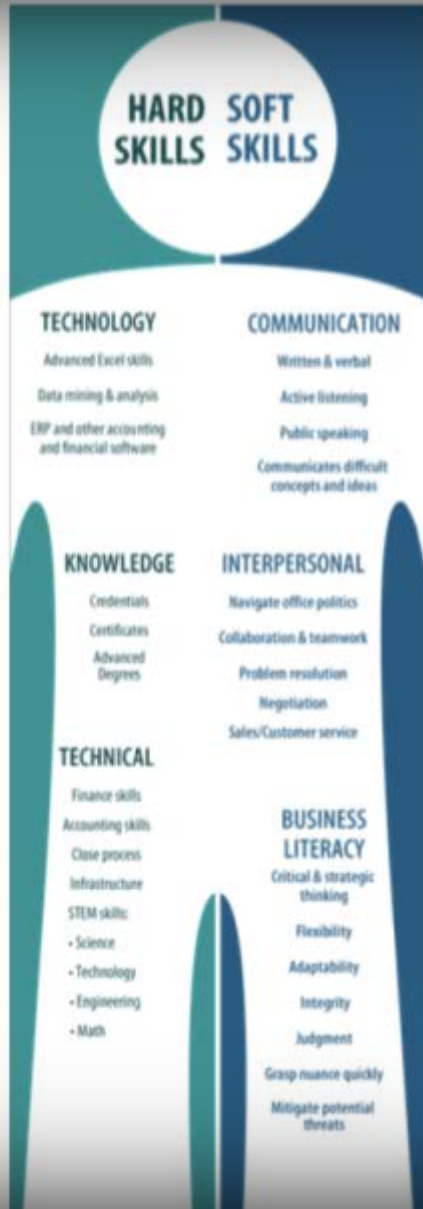 HARD
SKILLS
SOFT
SKILLS
TECHNOLOGY
Advanced Excel skills
Data mining & analysis
ERP and other accounting
and financial software
KNOWLEDGE
Credentials
Certificates
Advanced
Degrees
TECHNICAL
Finance skills
Accounting skills
Close process
Infrastructure
STEM skills:
• Science
• Technology
• Engineering
• Math
COMMUNICATION
Written & verbal
Active listening
Public speaking
Communicates difficult
concepts and ideas
INTERPERSONAL
Navigate office politics
Collaboration & teamwork
Problem resolution
Negotiation
Sales/Customer service
BUSINESS
LITERACY
Critical & strategic
thinking
Flexibility
Adaptability
Integrity
Judgment
Grasp nuance quickly
Mitigate potential
threats